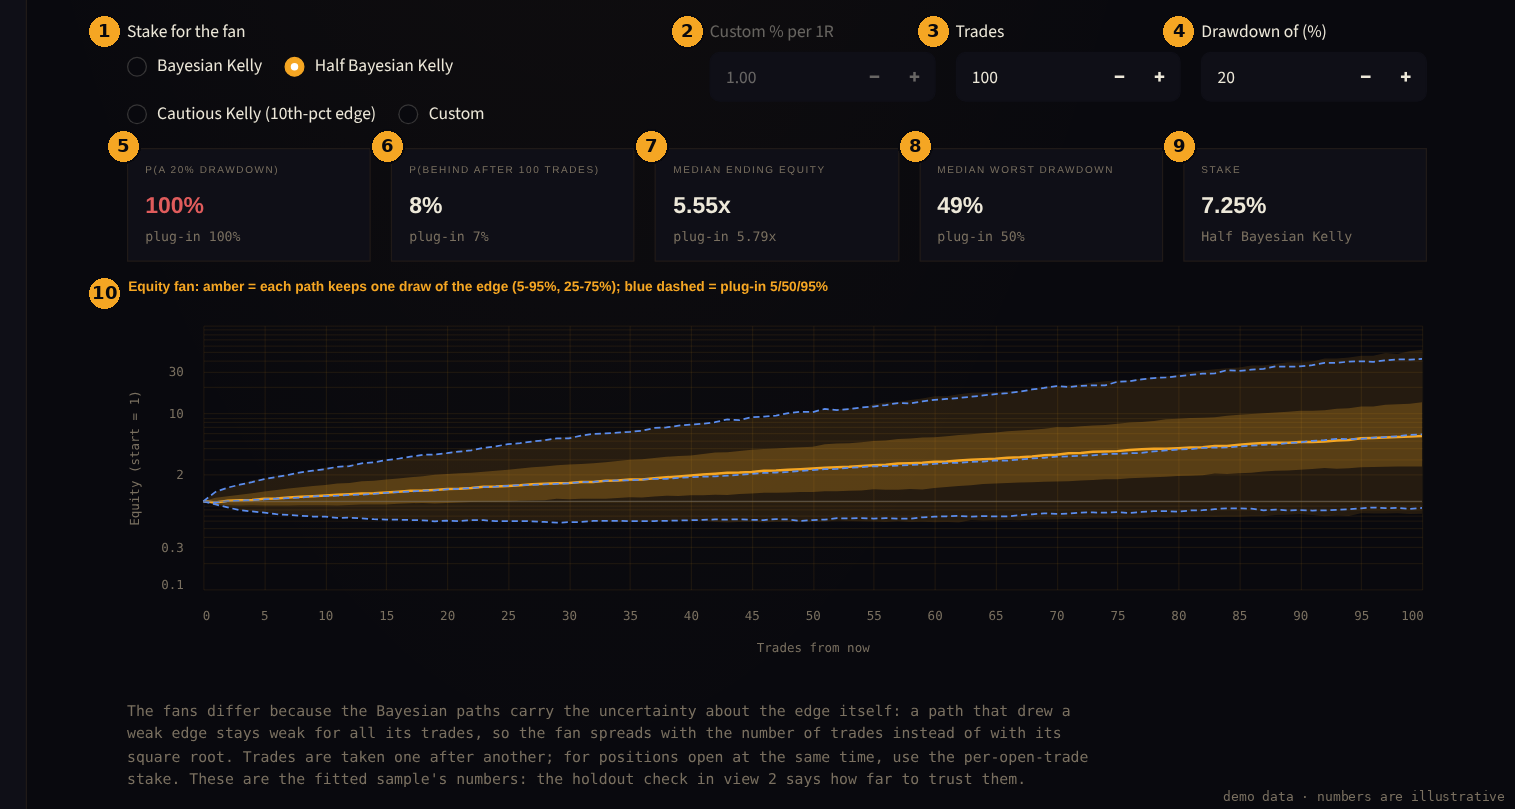 1 Stake for the fan
2 Custom % per 1R
3 Trades
4 Drawdown of (%)
Bayesian Kelly
Half Bayesian Kelly
1.00 − +
100 − +
20 − +
Cautious Kelly (10th-pct edge)
Custom
5
6
7
8
9
P(A 20% DRAWDOWN)
P(BEHIND AFTER 100 TRADES)
MEDIAN ENDING EQUITY
MEDIAN WORST DRAWDOWN
STAKE
100%
8%
5.55x
49%
7.25%
plug-in 100%
plug-in 7%
plug-in 5.79x
plug-in 50%
Half Bayesian Kelly
10 Equity fan: amber = each path keeps one draw of the edge (5-95%, 25-75%); blue dashed = plug-in 5/50/95%
Equity (start = 1)
30
10
2
0.3
0.1
0 5 10 15 20 25 30 35 40 45 50 55 60 65 70 75 80 85 90 95 100
Trades from now
The fans differ because the Bayesian paths carry the uncertainty about the edge itself: a path that drew a
weak edge stays weak for all its trades, so the fan spreads with the number of trades instead of with its
square root. Trades are taken one after another; for positions open at the same time, use the per-open-trade
stake. These are the fitted sample's numbers: the holdout check in view 2 says how far to trust them.
demo data · numbers are illustrative